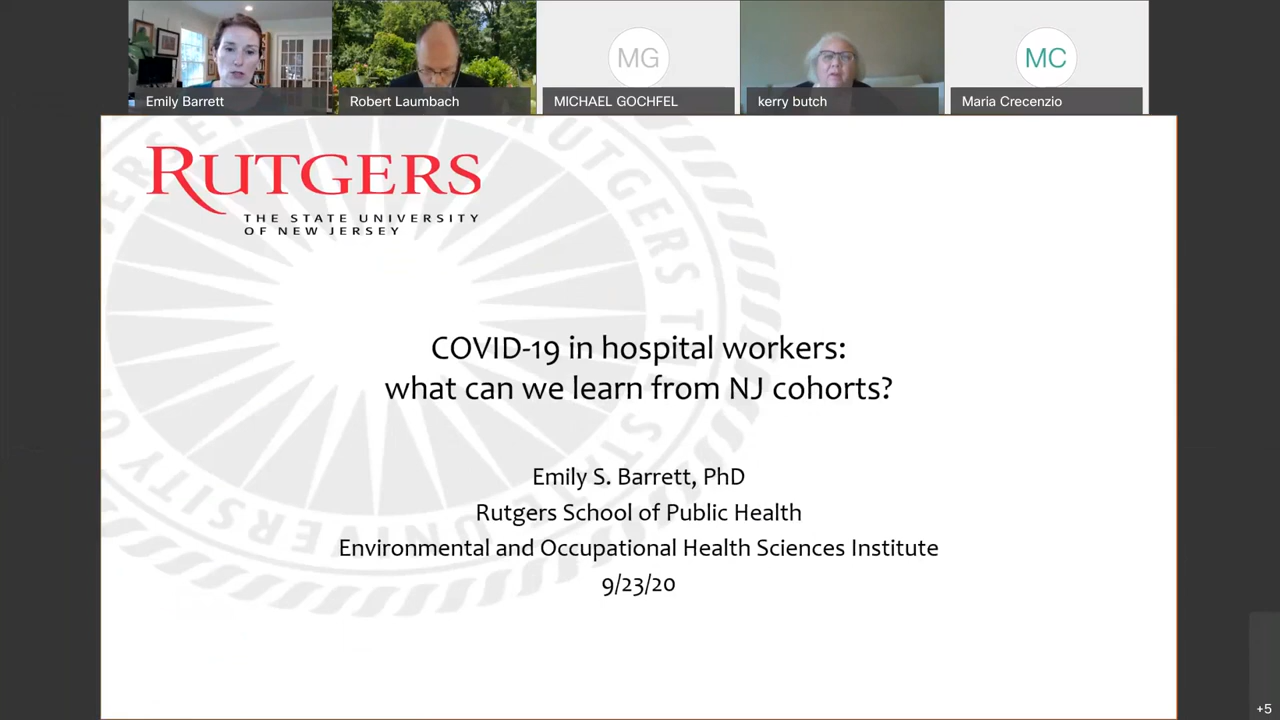 MG
MC
Emily Barrett
Robert Laumbach
MICHAEL GOCHFEL
kerry butch
Maria Crecenzio
RUTGERS
THE STATE UNIVERSITY
OF NEW JERSEY
COVID-19 in hospital workers:
what can we learn from NJ cohorts?
Emily S. Barrett, PhD
Rutgers School of Public Health
Environmental and Occupational Health Sciences Institute
9/23/20
+5